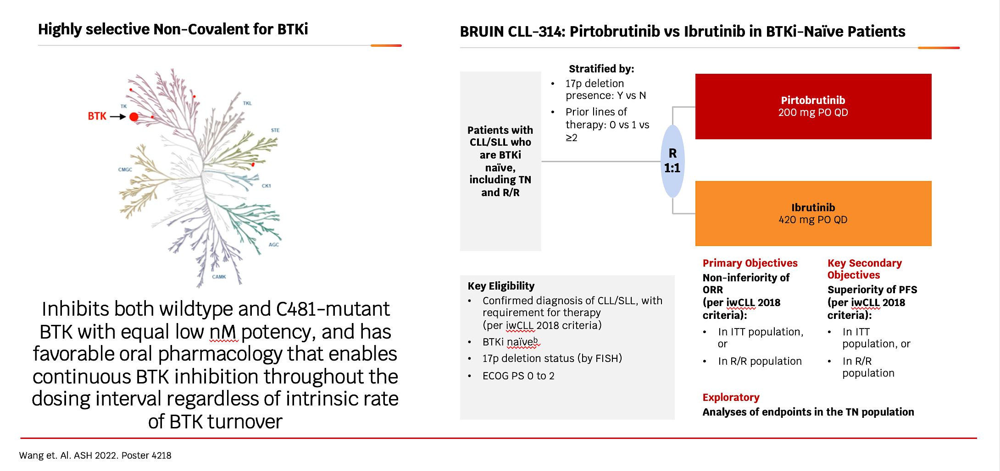 Highly selective Non-Covalent for BTKi
TK
BTK
TKL
STE
CMGC
CK1
AGC
CAMK
Inhibits both wildtype and C481-mutant
BTK with equal low nM potency, and has
favorable oral pharmacology that enables
continuous BTK inhibition throughout the
dosing interval regardless of intrinsic rate
of BTK turnover
BRUIN CLL-314: Pirtobrutinib vs Ibrutinib in BTKi-Naïve Patients
Patients with
CLL/SLL who
are BTKi
naïve,
including TN
and R/R
Stratified by:
• 17p deletion
presence: Y vs N
• Prior lines of
therapy: 0 vs 1 vs
≥2
R
1:1
Pirtobrutinib
200 mg PO QD
Ibrutinib
420 mg PO QD
Key Eligibility
• Confirmed diagnosis of CLL/SLL, with
requirement for therapy
(per iwCLL 2018 criteria)
• BTKi naïveᵇ
• 17p deletion status (by FISH)
• ECOG PS 0 to 2
Primary Objectives
Non-inferiority of
ORR
(per iwCLL 2018
criteria):
• In ITT population,
or
• In R/R population
Key Secondary
Objectives
Superiority of PFS
(per iwCLL 2018
criteria):
• In ITT
population, or
• In R/R
population
Exploratory
Analyses of endpoints in the TN population
Wang et. Al. ASH 2022. Poster 4218